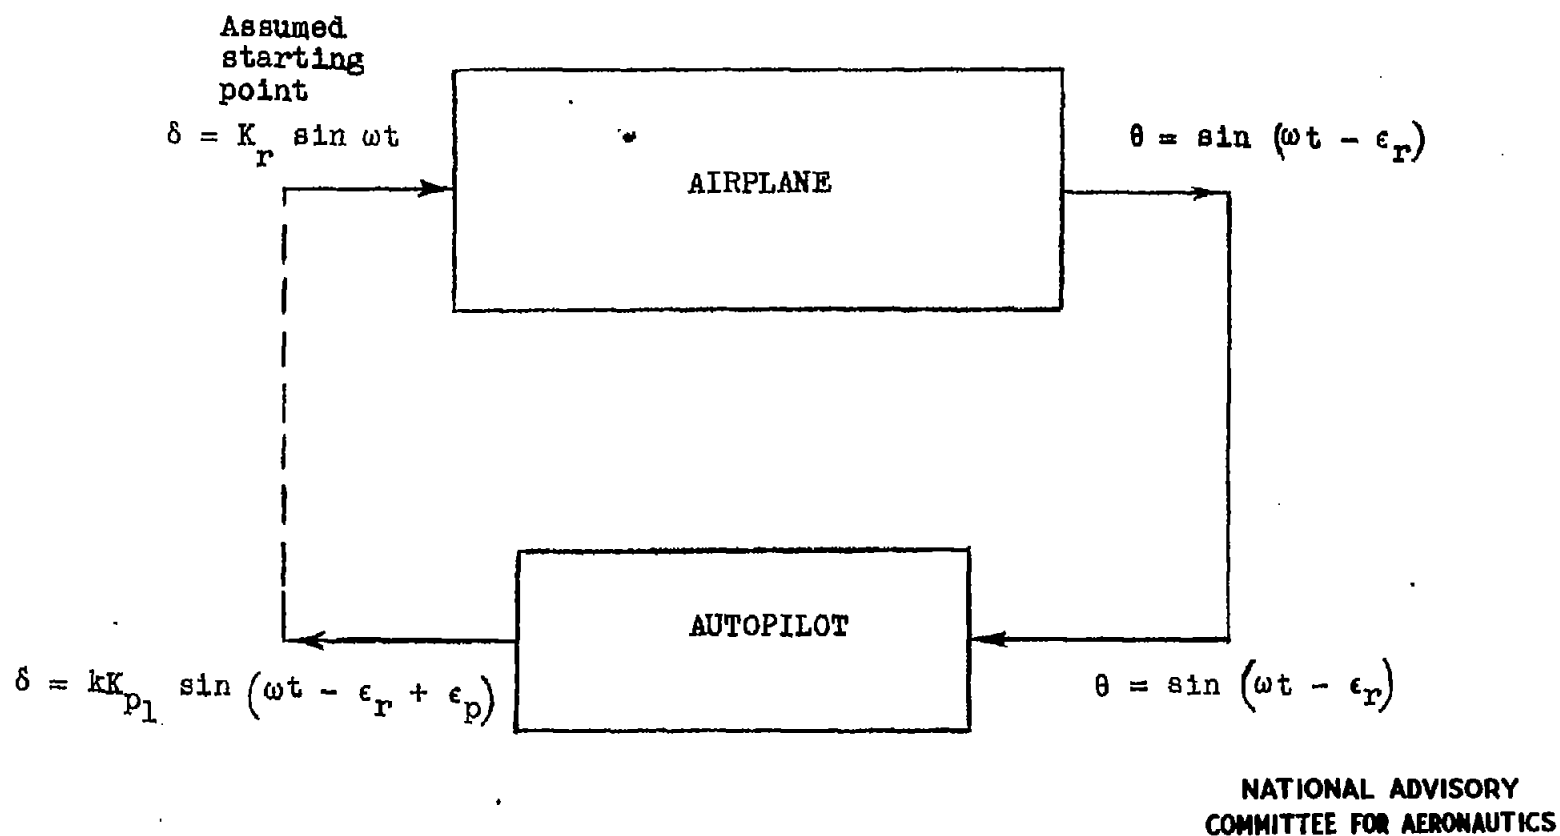 Assumed
starting
point
δ = K_r sin ωt
θ = sin (ωt - ϵ_r)
AIRPLANE
AUTOPILOT
δ = kK_p₁ sin (ωt - ϵ_r + ϵ_p)
θ = sin (ωt - ϵ_r)
NATIONAL ADVISORY
COMMITTEE FOR AERONAUTICS